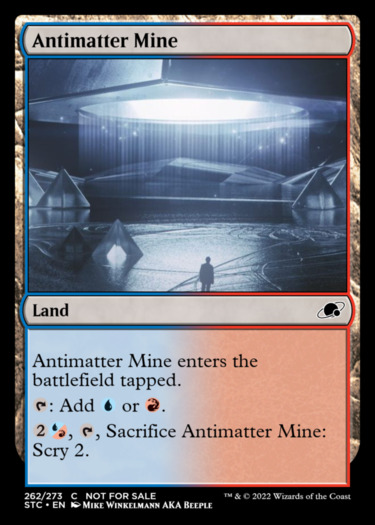 Antimatter Mine
Land
Antimatter Mine enters the
battlefield tapped.
: Add or .
2 , , Sacrifice Antimatter Mine:
Scry 2.
262/273 C NOT FOR SALE
STC • EN Mike Winkelmann AKA Beeple
™ & © 2022 Wizards of the Coast